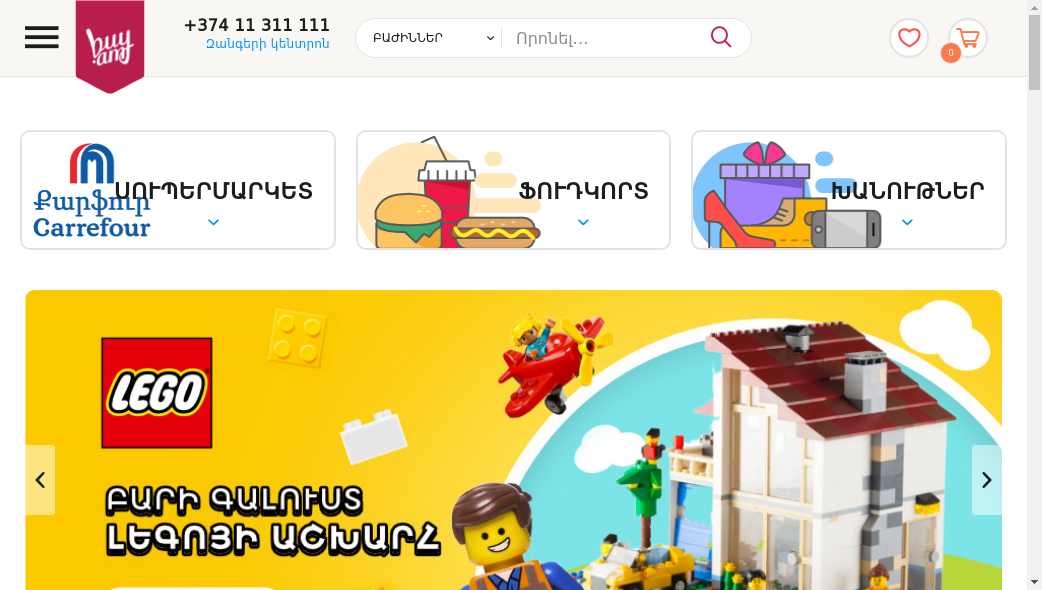 +374 11 311 111
Զանգերի կենտրոն
buy
.am
ԲԱԺԻՆՆԵՐ
Որոնել...
0
Քարֆուր
Carrefour
ՍՈՒՊԵՐՄԱՐԿԵՏ
ՖՈՒԴԿՈՐՏ
ԽԱՆՈՒԹՆԵՐ
LEGO
ԲԱՐԻ ԳԱԼՈՒՍՏ
ԼԵԳՈՅԻ ԱՇԽԱՐՀ